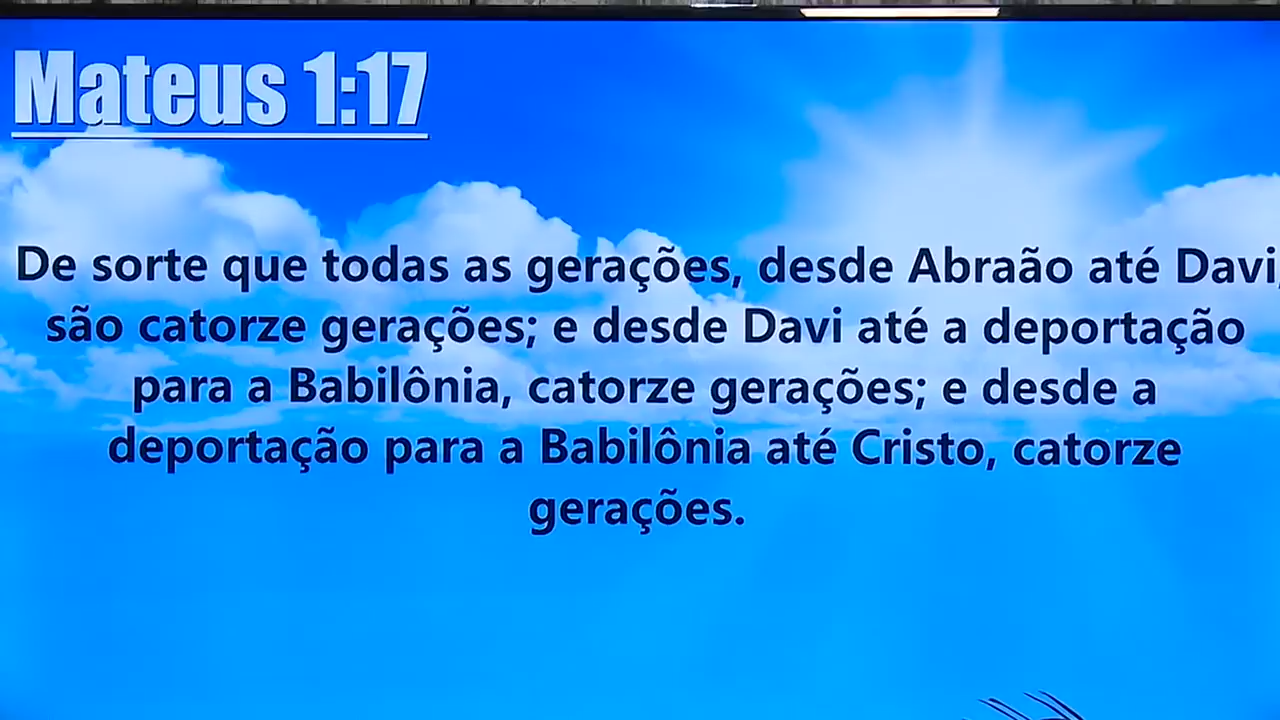 Mateus 1:17
De sorte que todas as gerações, desde Abraão até Davi,
são catorze gerações; e desde Davi até a deportação
para a Babilônia, catorze gerações; e desde a
deportação para a Babilônia até Cristo, catorze
gerações.